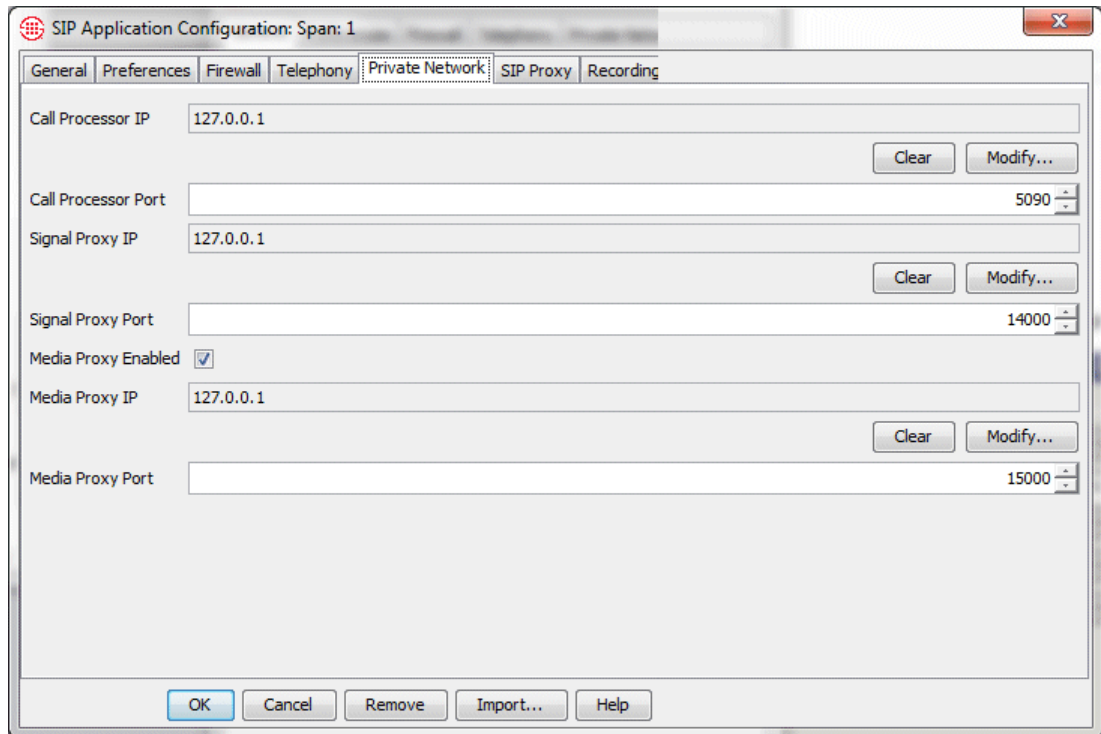 SIP Application Configuration: Span: 1
General Preferences Firewall Telephony Private Network SIP Proxy Recording
Call Processor IP 127.0.0.1
Clear Modify...
Call Processor Port 5090
Signal Proxy IP 127.0.0.1
Clear Modify...
Signal Proxy Port 14000
Media Proxy Enabled
Media Proxy IP 127.0.0.1
Clear Modify...
Media Proxy Port 15000
OK Cancel Remove Import... Help